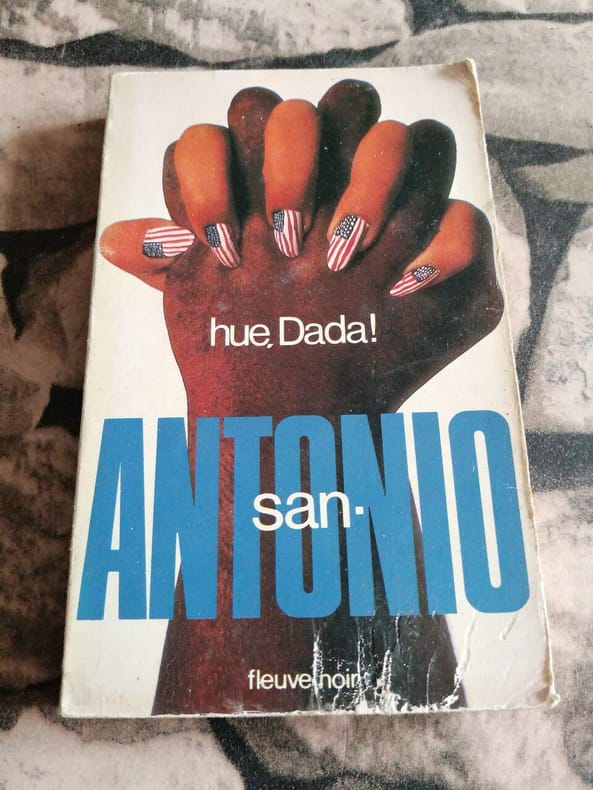 hue, Dada!
san-
ANTONIO
fleuve noir